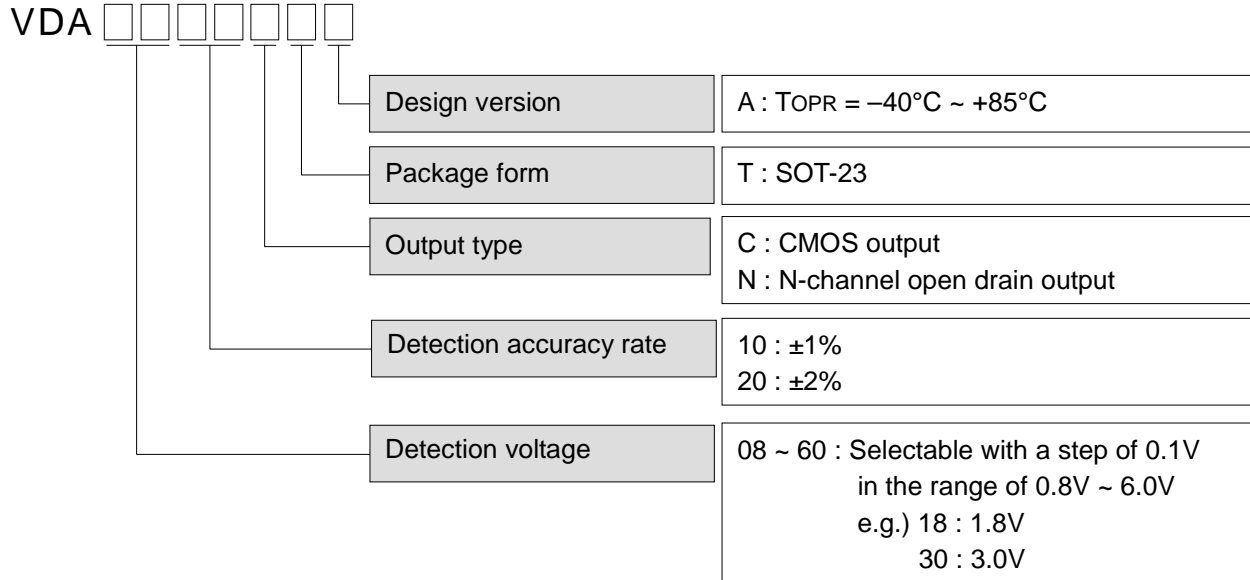 VDA
Design version
A : TOPR = –40°C ~ +85°C
Package form
T : SOT-23
Output type
C : CMOS output
N : N-channel open drain output
Detection accuracy rate
10 : ±1%
20 : ±2%
Detection voltage
08 ~ 60 : Selectable with a step of 0.1V
in the range of 0.8V ~ 6.0V
e.g.) 18 : 1.8V
30 : 3.0V